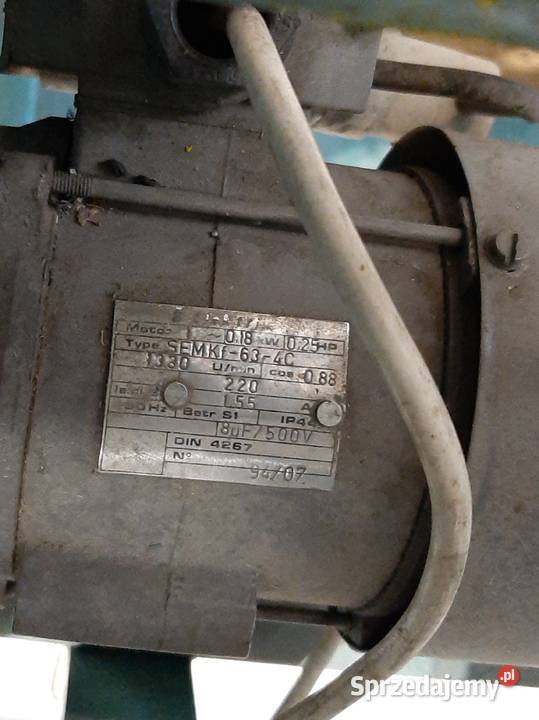 Motor 1 ~ 0.18 kW 0.25 HP
Type SEMKf-63-4C
1330 U/min cos 0.88
220
1.55 A
50Hz Betr S1 IP44
8uF/500V
DIN 4267
Nº 94/07
Sprzedajemy.pl